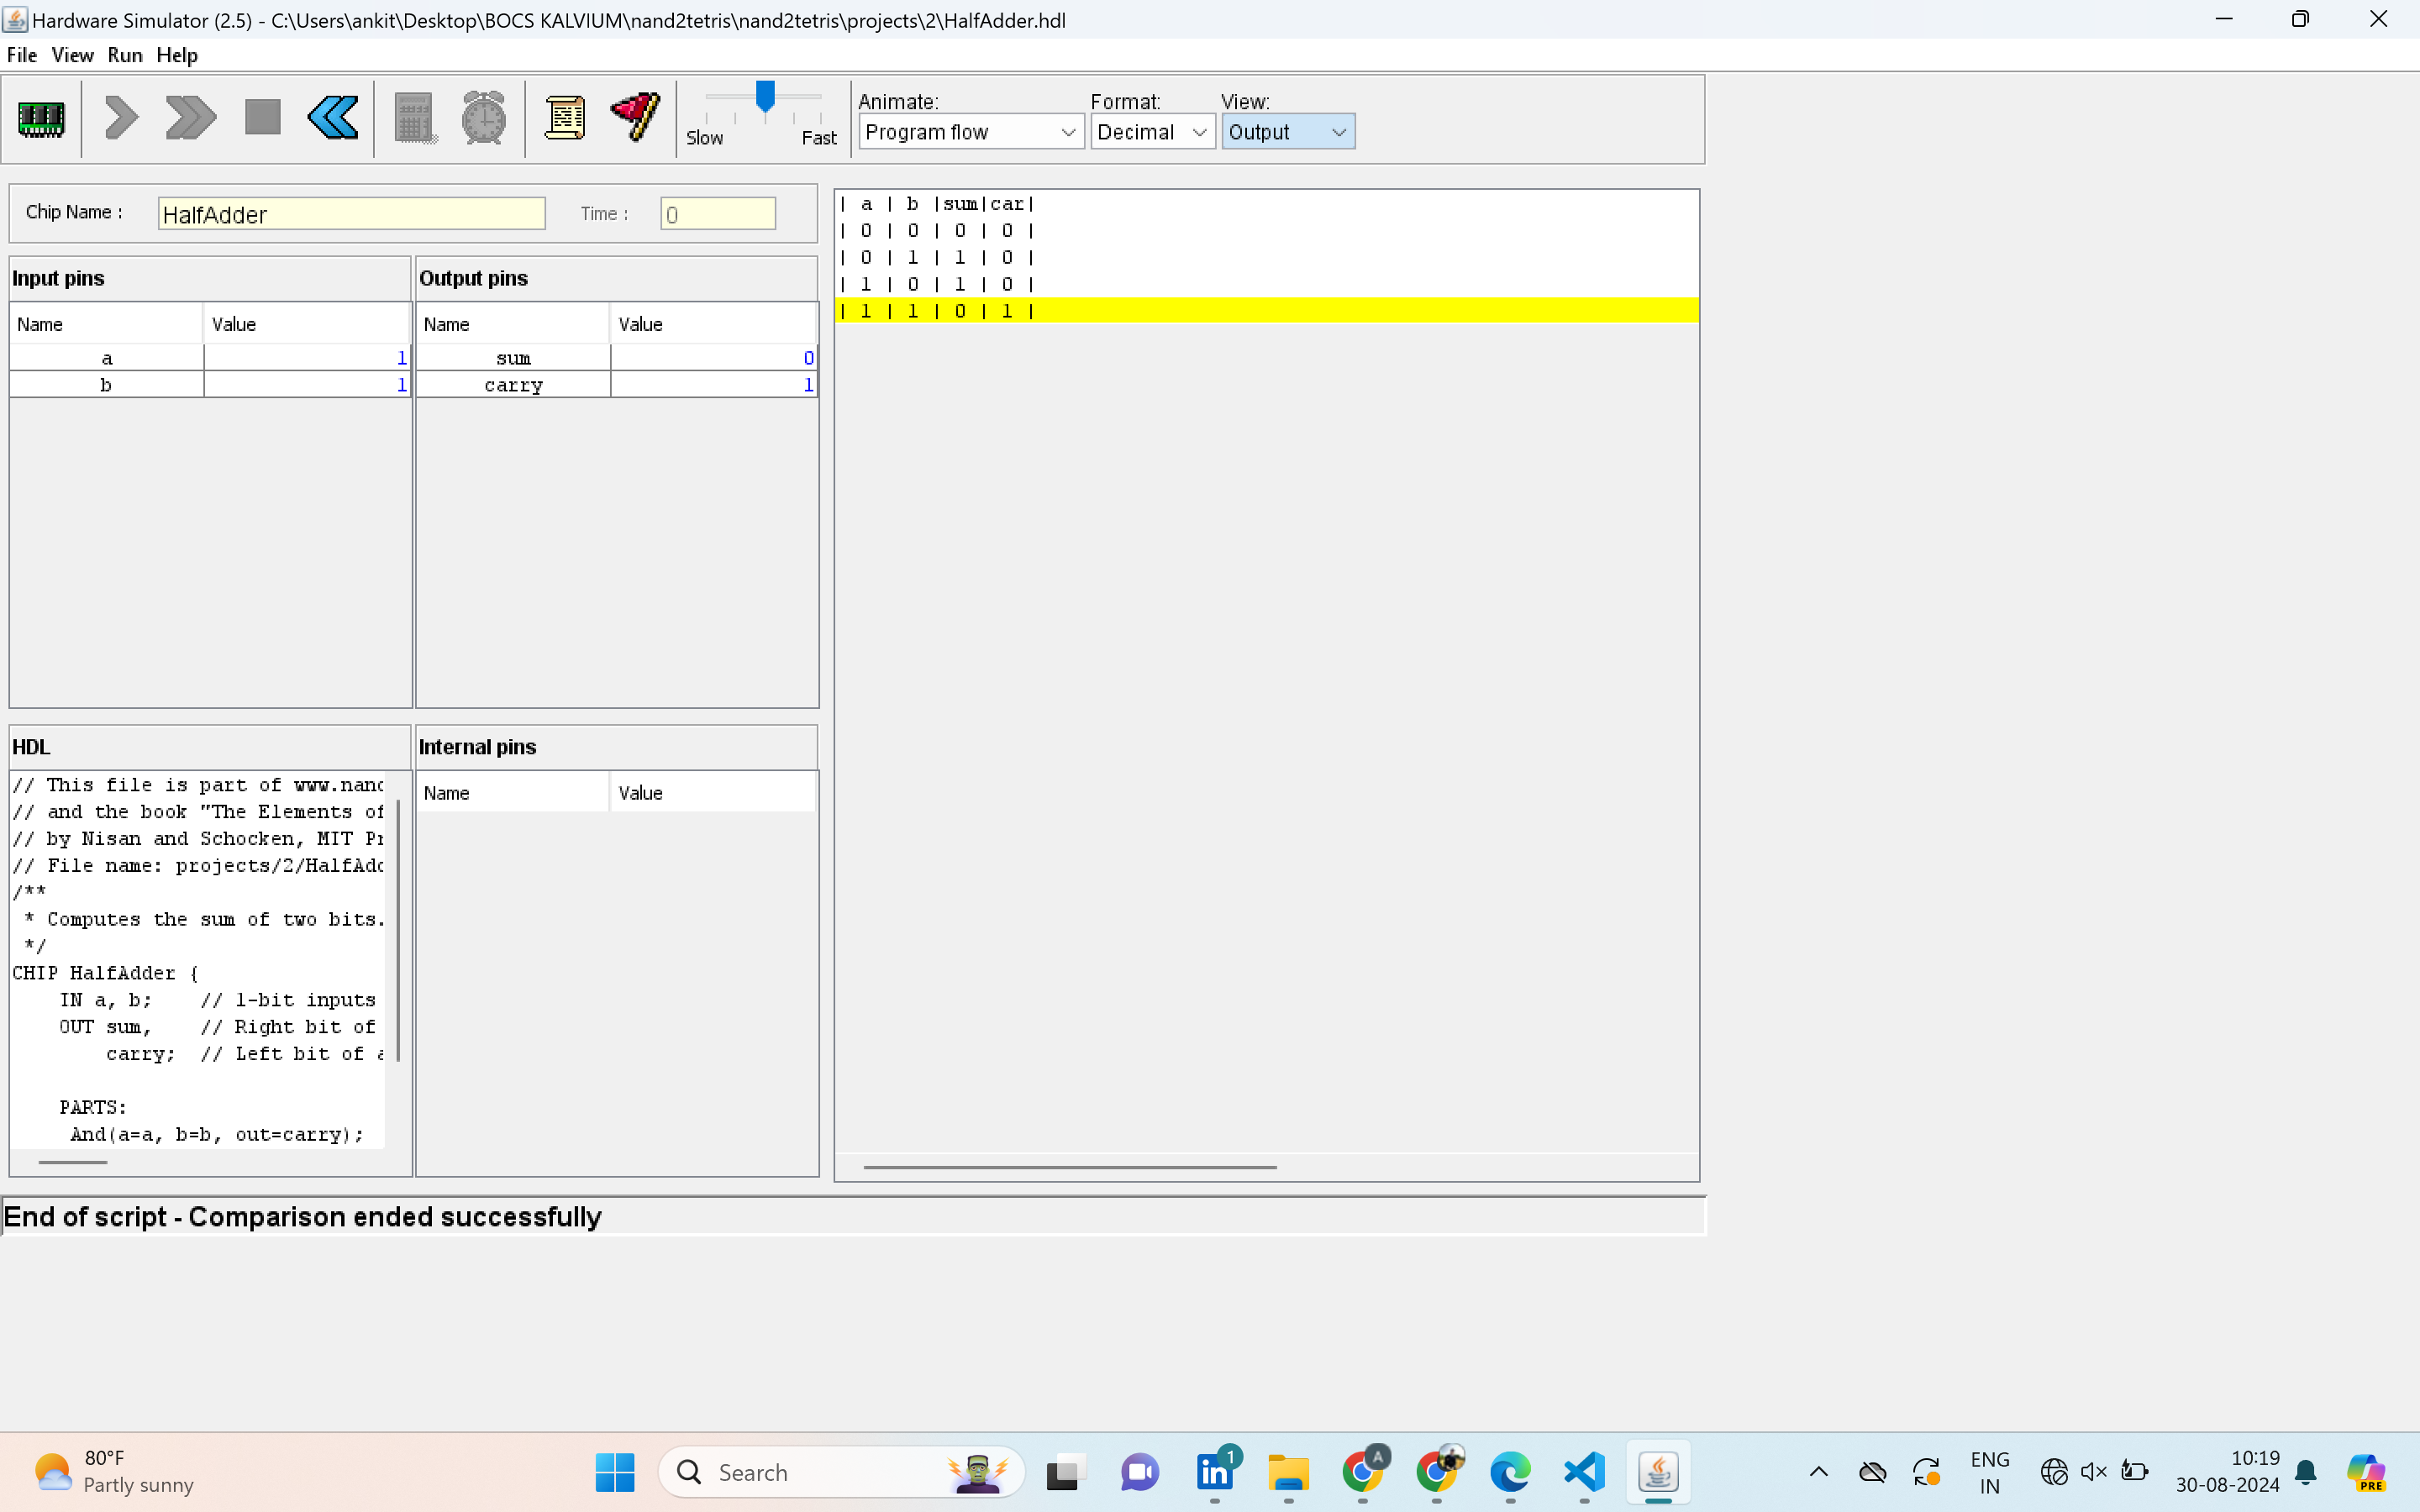 Hardware Simulator (2.5) - C:\Users\ankit\Desktop\BOCS KALVIUM\nand2tetris\nand2tetris\projects\2\HalfAdder.hdl
File View Run Help
Slow Fast
Animate: Format: View:
Program flow Decimal Output
Chip Name : HalfAdder Time : 0
Input pins
Name Value
a 1
b 1
Output pins
Name Value
sum 0
carry 1
| a | b |sum|car|
| 0 | 0 | 0 | 0 |
| 0 | 1 | 1 | 0 |
| 1 | 0 | 1 | 0 |
| 1 | 1 | 0 | 1 |
HDL
// This file is part of www.nand
// and the book "The Elements of
// by Nisan and Schocken, MIT Pr
// File name: projects/2/HalfAdd
/**
* Computes the sum of two bits.
*/
CHIP HalfAdder {
IN a, b; // 1-bit inputs
OUT sum, // Right bit of
carry; // Left bit of a
PARTS:
And(a=a, b=b, out=carry);
Internal pins
Name Value
End of script - Comparison ended successfully
80°F
Partly sunny
Search
1
A
ENG
IN
10:19
30-08-2024
PRE